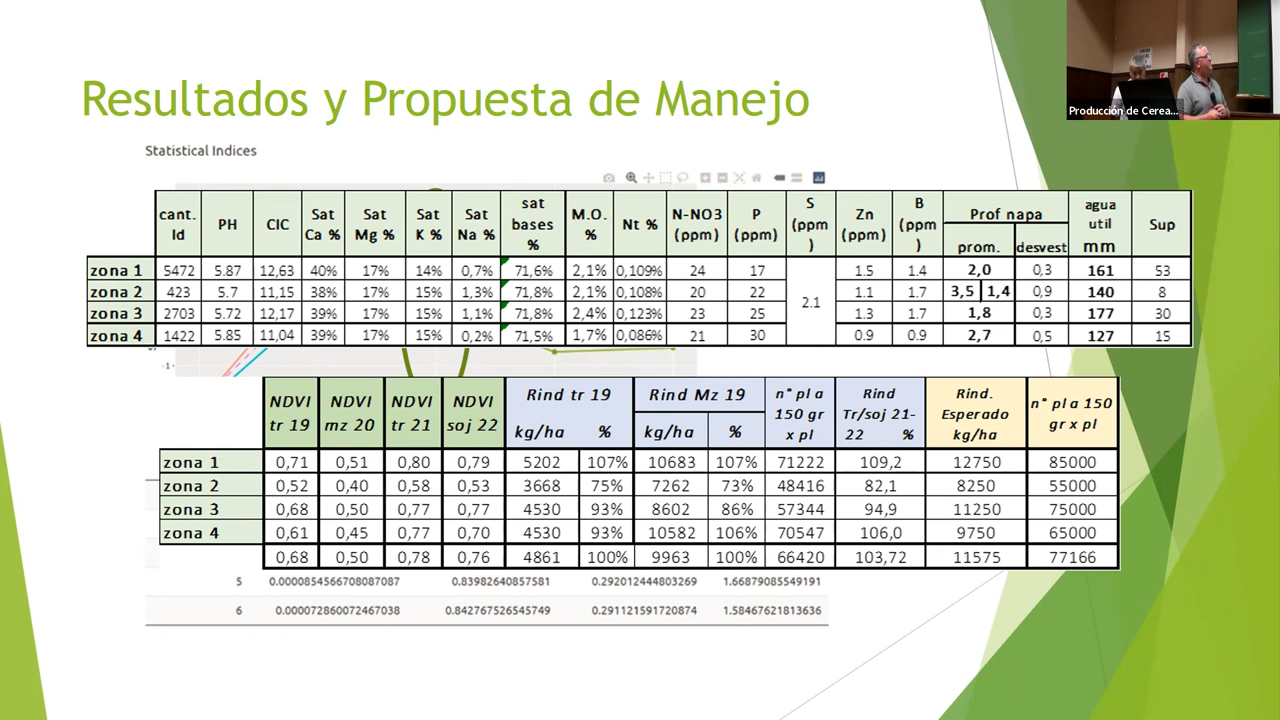 Resultados y Propuesta de Manejo
Producción de Cerea...
Statistical Indices
cant. Id PH CIC Sat Ca % Sat Mg % Sat K % Sat Na % sat bases % M.O. % Nt % N-NO3 (ppm) P (ppm) S (ppm) Zn (ppm) B (ppm) Prof napa prom. desvest agua util mm Sup
zona 1 5472 5.87 12,63 40% 17% 14% 0,7% 71,6% 2,1% 0,109% 24 17 2.1 1.5 1.4 2,0 0,3 161 53
zona 2 423 5.7 11,15 38% 17% 15% 1,3% 71,8% 2,1% 0,108% 20 22 1.1 1.7 3,5 1,4 0,9 140 8
zona 3 2703 5.72 12,17 39% 17% 15% 1,1% 71,8% 2,4% 0,123% 23 25 1.3 1.7 1.8 0,3 177 30
zona 4 1422 5.85 11,04 39% 17% 15% 0,2% 71,5% 1,7% 0,086% 21 30 0.9 0.9 2.7 0,5 127 15
-1
NDVI tr 19 NDVI mz 20 NDVI tr 21 NDVI soj 22 Rind tr 19 kg/ha % Rind Mz 19 kg/ha % n° pl a 150 gr x pl Rind Tr/soj 21-22 % Rind. Esperado kg/ha n° pl a 150 gr x pl
zona 1 0,71 0,51 0,80 0,79 5202 107% 10683 107% 71222 109,2 12750 85000
zona 2 0,52 0,40 0,58 0,53 3668 75% 7262 73% 48416 82,1 8250 55000
zona 3 0,68 0,50 0,77 0,77 4530 93% 8602 86% 57344 94,9 11250 75000
zona 4 0,61 0,45 0,77 0,70 4530 93% 10582 106% 70547 106,0 9750 65000
0,68 0,50 0,78 0,76 4861 100% 9963 100% 66420 103,72 11575 77166
5 0.0000854566708087087 0.83982640857581 0.292012444803269 1.66879085549191
6 0.000072860072467038 0.842767526545749 0.291121591720874 1.58467621813636